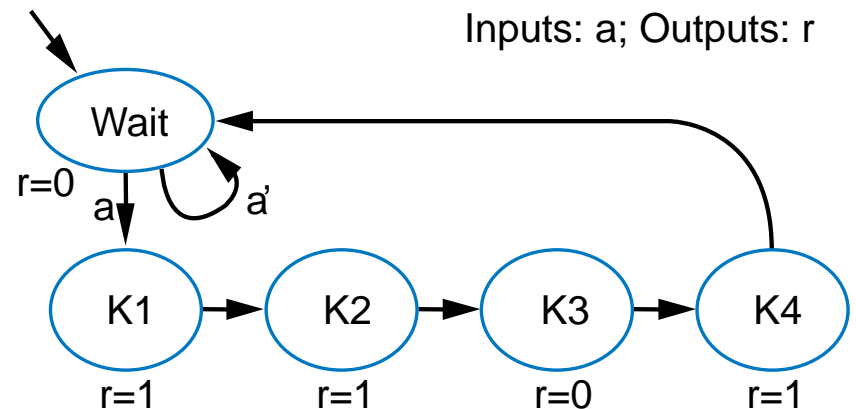 Inputs: a; Outputs: r
Wait
r=0
a
a’
K1
K2
K3
K4
r=1
r=1
r=0
r=1